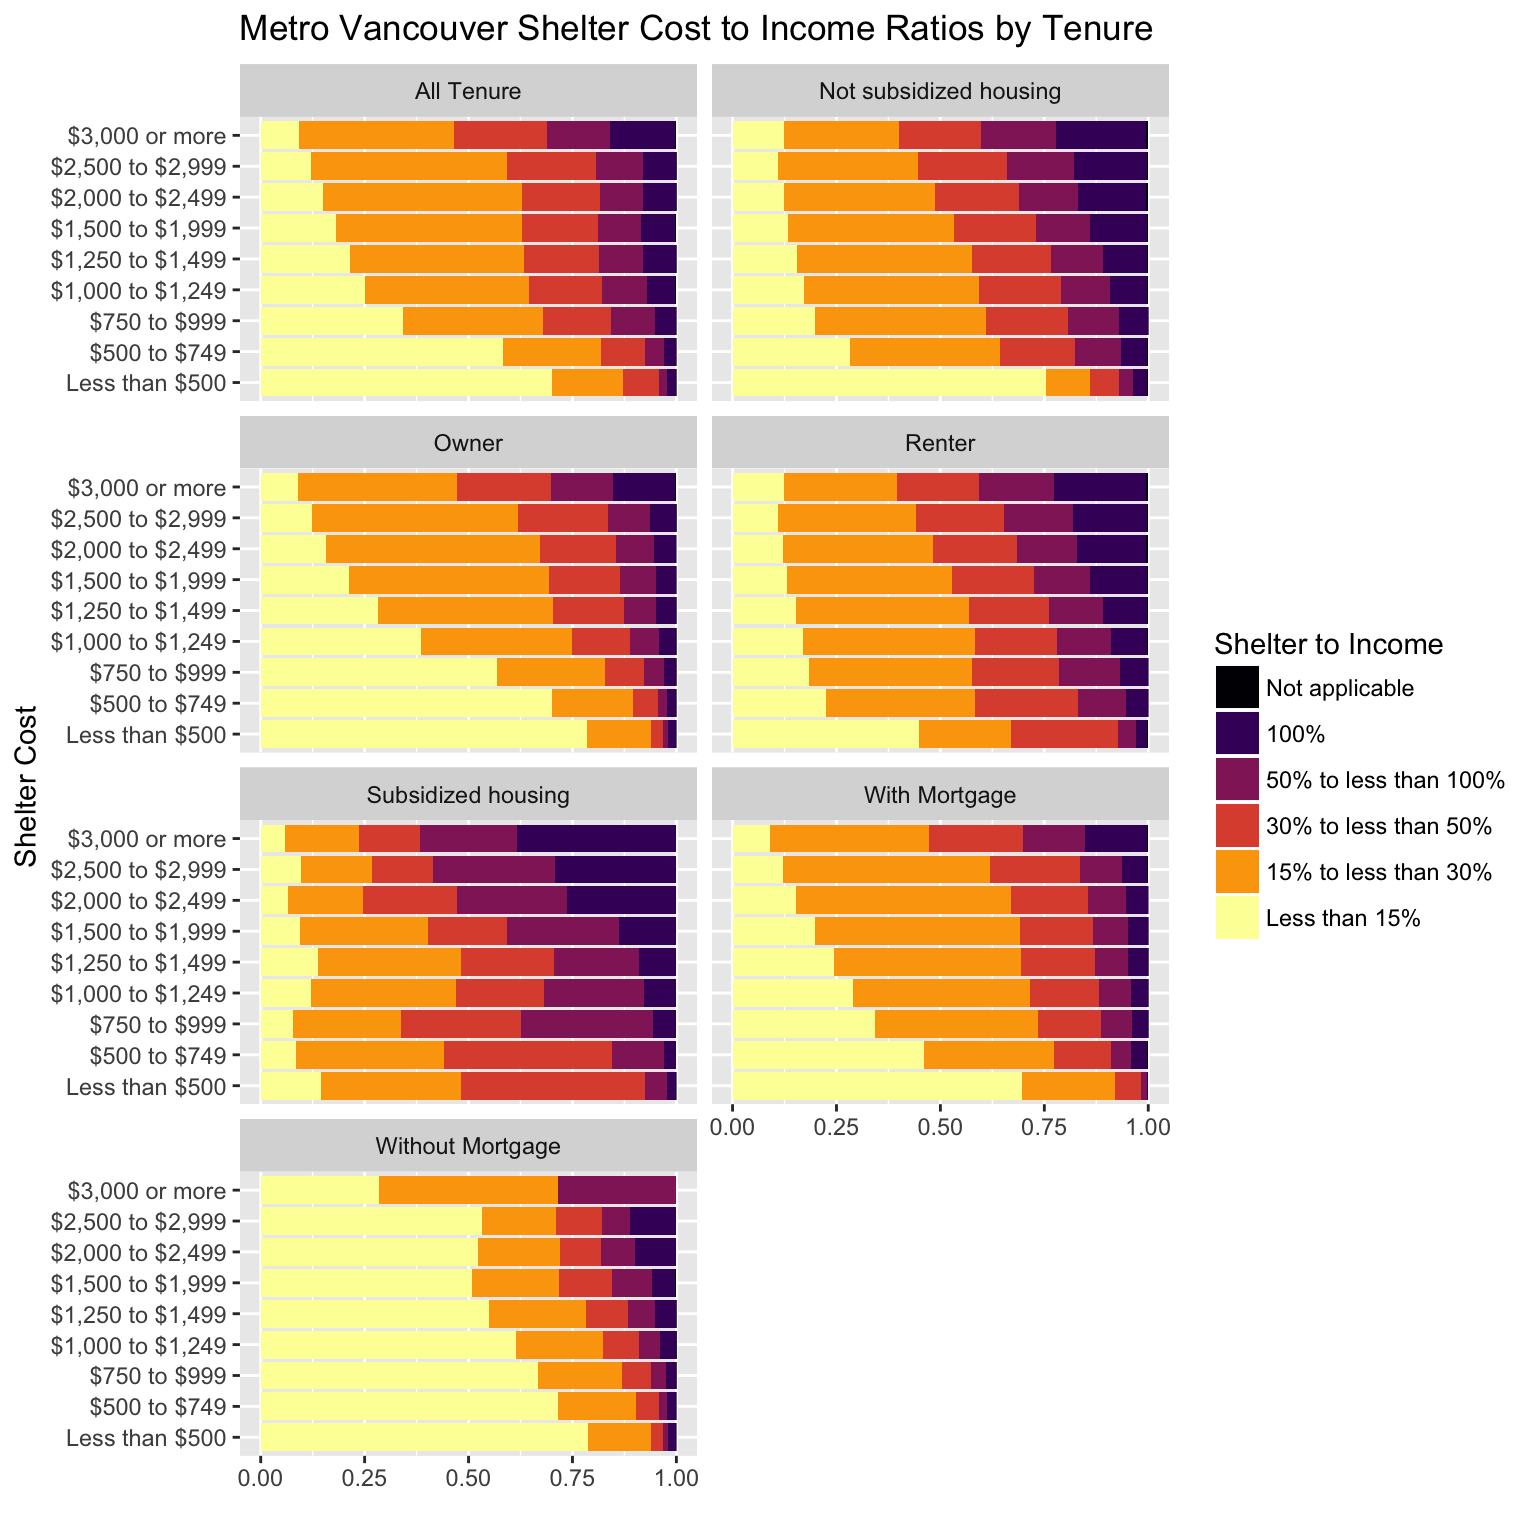 Metro Vancouver Shelter Cost to Income Ratios by Tenure
All Tenure
Not subsidized housing
$3,000 or more
$2,500 to $2,999
$2,000 to $2,499
$1,500 to $1,999
$1,250 to $1,499
$1,000 to $1,249
$750 to $999
$500 to $749
Less than $500
Owner
Renter
$3,000 or more
$2,500 to $2,999
$2,000 to $2,499
$1,500 to $1,999
$1,250 to $1,499
$1,000 to $1,249
$750 to $999
$500 to $749
Less than $500
Subsidized housing
With Mortgage
$3,000 or more
$2,500 to $2,999
$2,000 to $2,499
$1,500 to $1,999
$1,250 to $1,499
$1,000 to $1,249
$750 to $999
$500 to $749
Less than $500
0.00 0.25 0.50 0.75 1.00
Without Mortgage
$3,000 or more
$2,500 to $2,999
$2,000 to $2,499
$1,500 to $1,999
$1,250 to $1,499
$1,000 to $1,249
$750 to $999
$500 to $749
Less than $500
0.00 0.25 0.50 0.75 1.00
Shelter Cost
Shelter to Income
Not applicable
100%
50% to less than 100%
30% to less than 50%
15% to less than 30%
Less than 15%